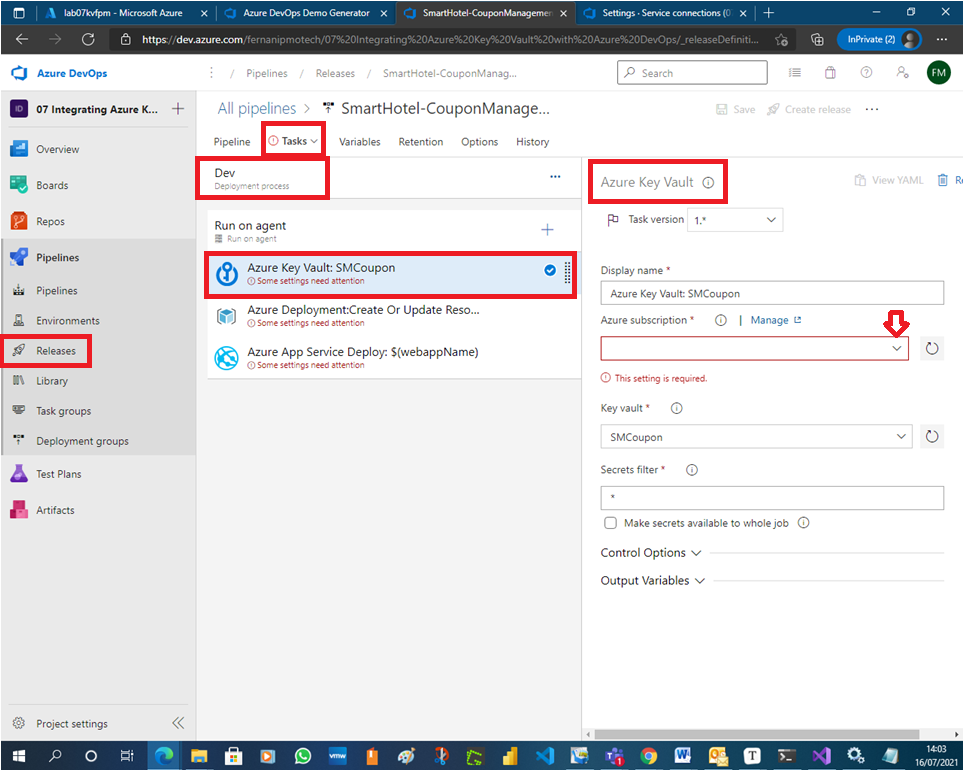 lab07kvfpm - Microsoft Azure
Azure DevOps Demo Generator
SmartHotel-CouponManagemen
Settings · Service connections (0
https://dev.azure.com/fernanipmotech/07%20Integrating%20Azure%20Key%20Vault%20with%20Azure%20DevOps/_releaseDefiniti...
InPrivate (2)
Azure DevOps
/ Pipelines / Releases / SmartHotel-CouponManag...
Search
FM
ID
07 Integrating Azure K...
All pipelines > SmartHotel-CouponManage...
Save
Create release
Pipeline
Tasks
Variables
Retention
Options
History
Overview
Boards
Repos
Pipelines
Pipelines
Environments
Releases
Library
Task groups
Deployment groups
Test Plans
Artifacts
Project settings
Dev
Deployment process
Run on agent
Run on agent
Azure Key Vault: SMCoupon
Some settings need attention
Azure Deployment:Create Or Update Reso...
Some settings need attention
Azure App Service Deploy: $(webappName)
Some settings need attention
Azure Key Vault
View YAML
Re
Task version 1.*
Display name *
Azure Key Vault: SMCoupon
Azure subscription * | Manage
This setting is required.
Key vault *
SMCoupon
Secrets filter *
*
Make secrets available to whole job
Control Options
Output Variables
vmw
1
14:03
16/07/2021